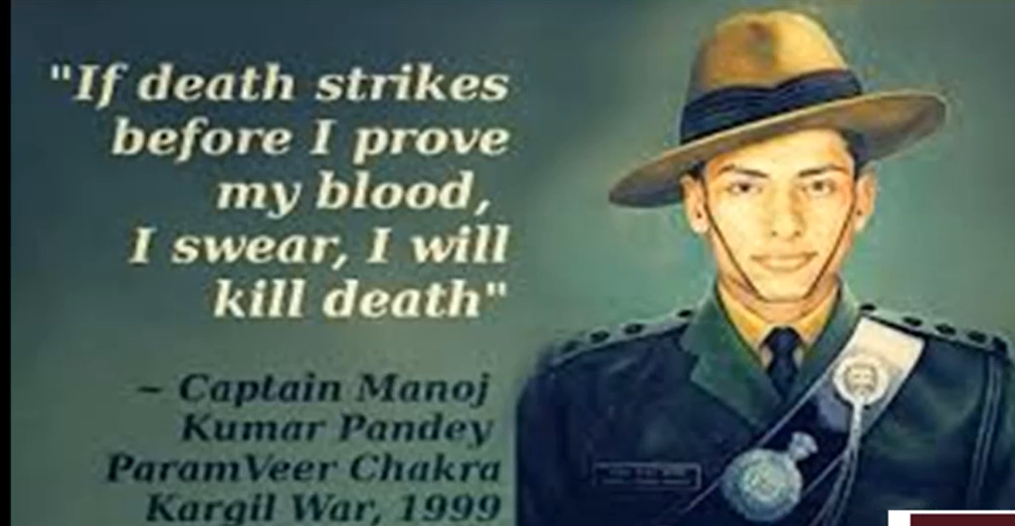 "If death strikes
before I prove
my blood,
I swear, I will
kill death"
~ Captain Manoj
Kumar Pandey
ParamVeer Chakra
Kargil War, 1999